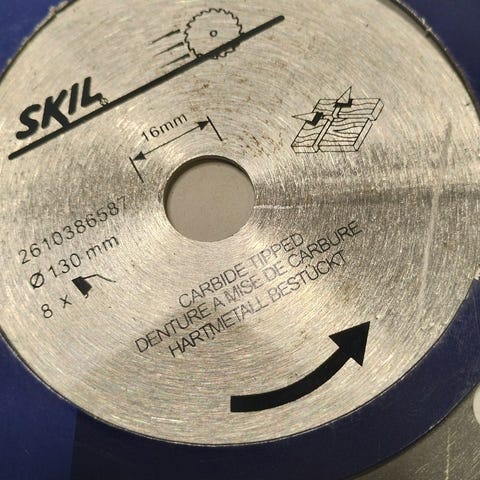 SKIL
16mm
2610386587
Ø 130 mm
8 x
CARBIDE TIPPED
DENTURE A MISE DE CARBURE
HARTMETALL BESTÜCKT